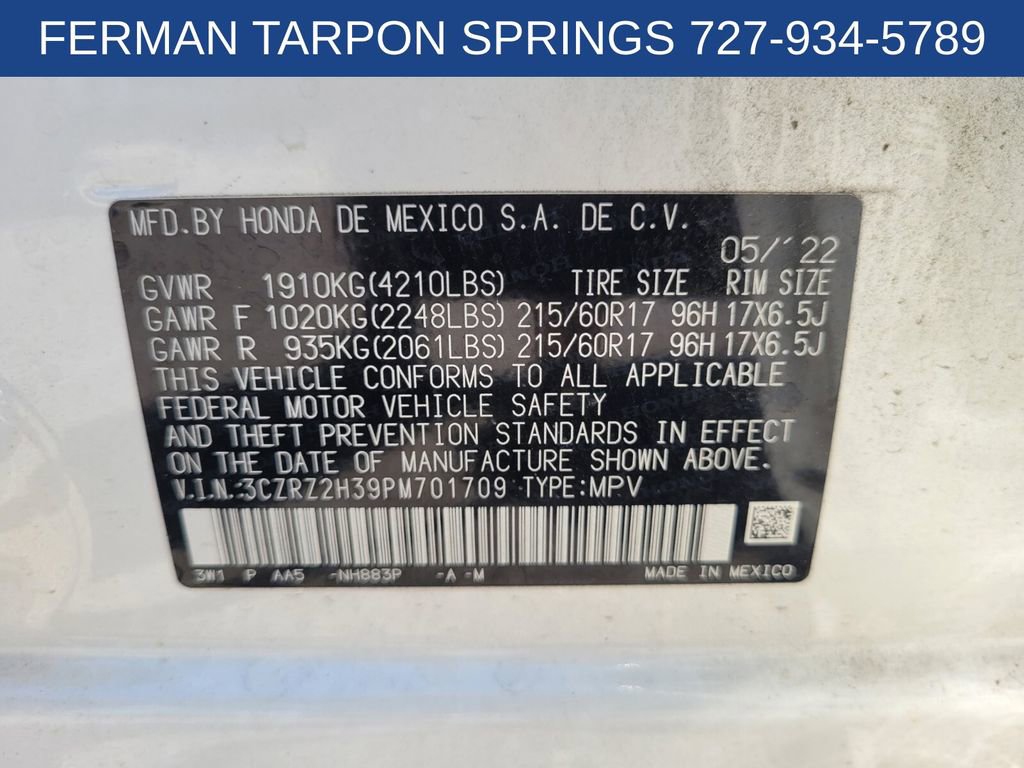 FERMAN TARPON SPRINGS 727-934-5789
MFD.BY HONDA DE MEXICO S.A. DE C.V.
05/'22
GVWR 1910KG(4210LBS) TIRE SIZE RIM SIZE
GAWR F 1020KG(2248LBS) 215/60R17 96H 17X6.5J
GAWR R 935KG(2061LBS) 215/60R17 96H 17X6.5J
THIS VEHICLE CONFORMS TO ALL APPLICABLE
FEDERAL MOTOR VEHICLE SAFETY
AND THEFT PREVENTION STANDARDS IN EFFECT
ON THE DATE OF MANUFACTURE SHOWN ABOVE.
V.I.N.:3CZRZ2H39PM701709 TYPE:MPV
3W1 P AA5 -NH883P -A -M MADE IN MEXICO